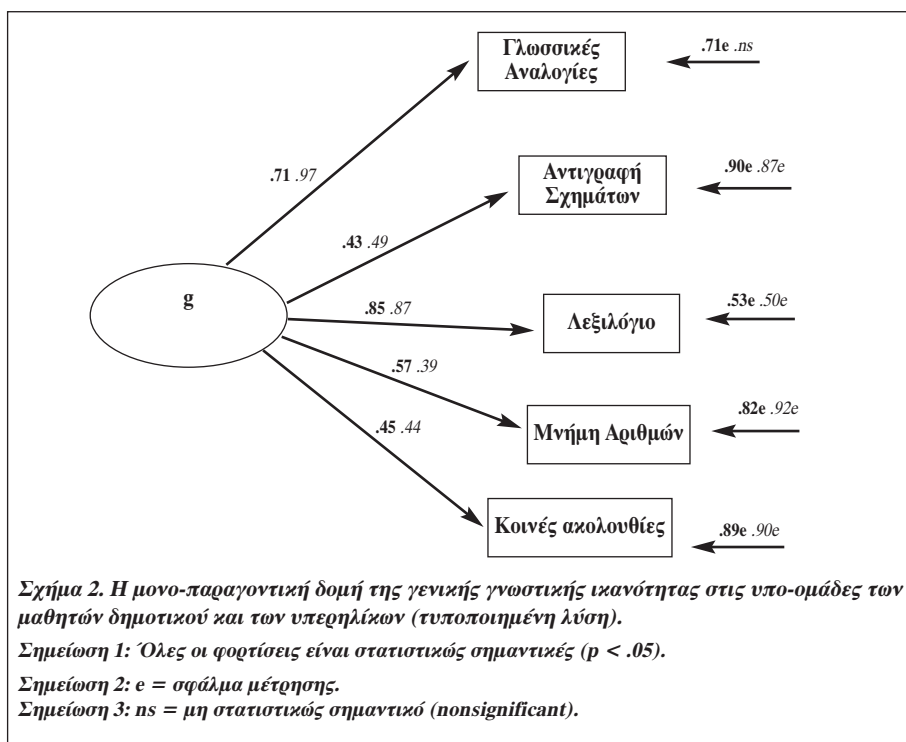 Γλωσσικές
Αναλογίες
.71e .ns
.71 .97
Αντιγραφή
Σχημάτων
.90e .87e
.43 .49
g
.85 .87
Λεξιλόγιο
.53e .50e
.57 .39
Μνήμη Αριθμών
.82e .92e
.45 .44
Κοινές ακολουθίες
.89e .90e
Σχήμα 2. Η μονο-παραγοντική δομή της γενικής γνωστικής ικανότητας στις υπο-ομάδες των
μαθητών δημοτικού και των υπερηλίκων (τυποποιημένη λύση).
Σημείωση 1: Όλες οι φορτίσεις είναι στατιστικώς σημαντικές (p < .05).
Σημείωση 2: e = σφάλμα μέτρησης.
Σημείωση 3: ns = μη στατιστικώς σημαντικό (nonsignificant).